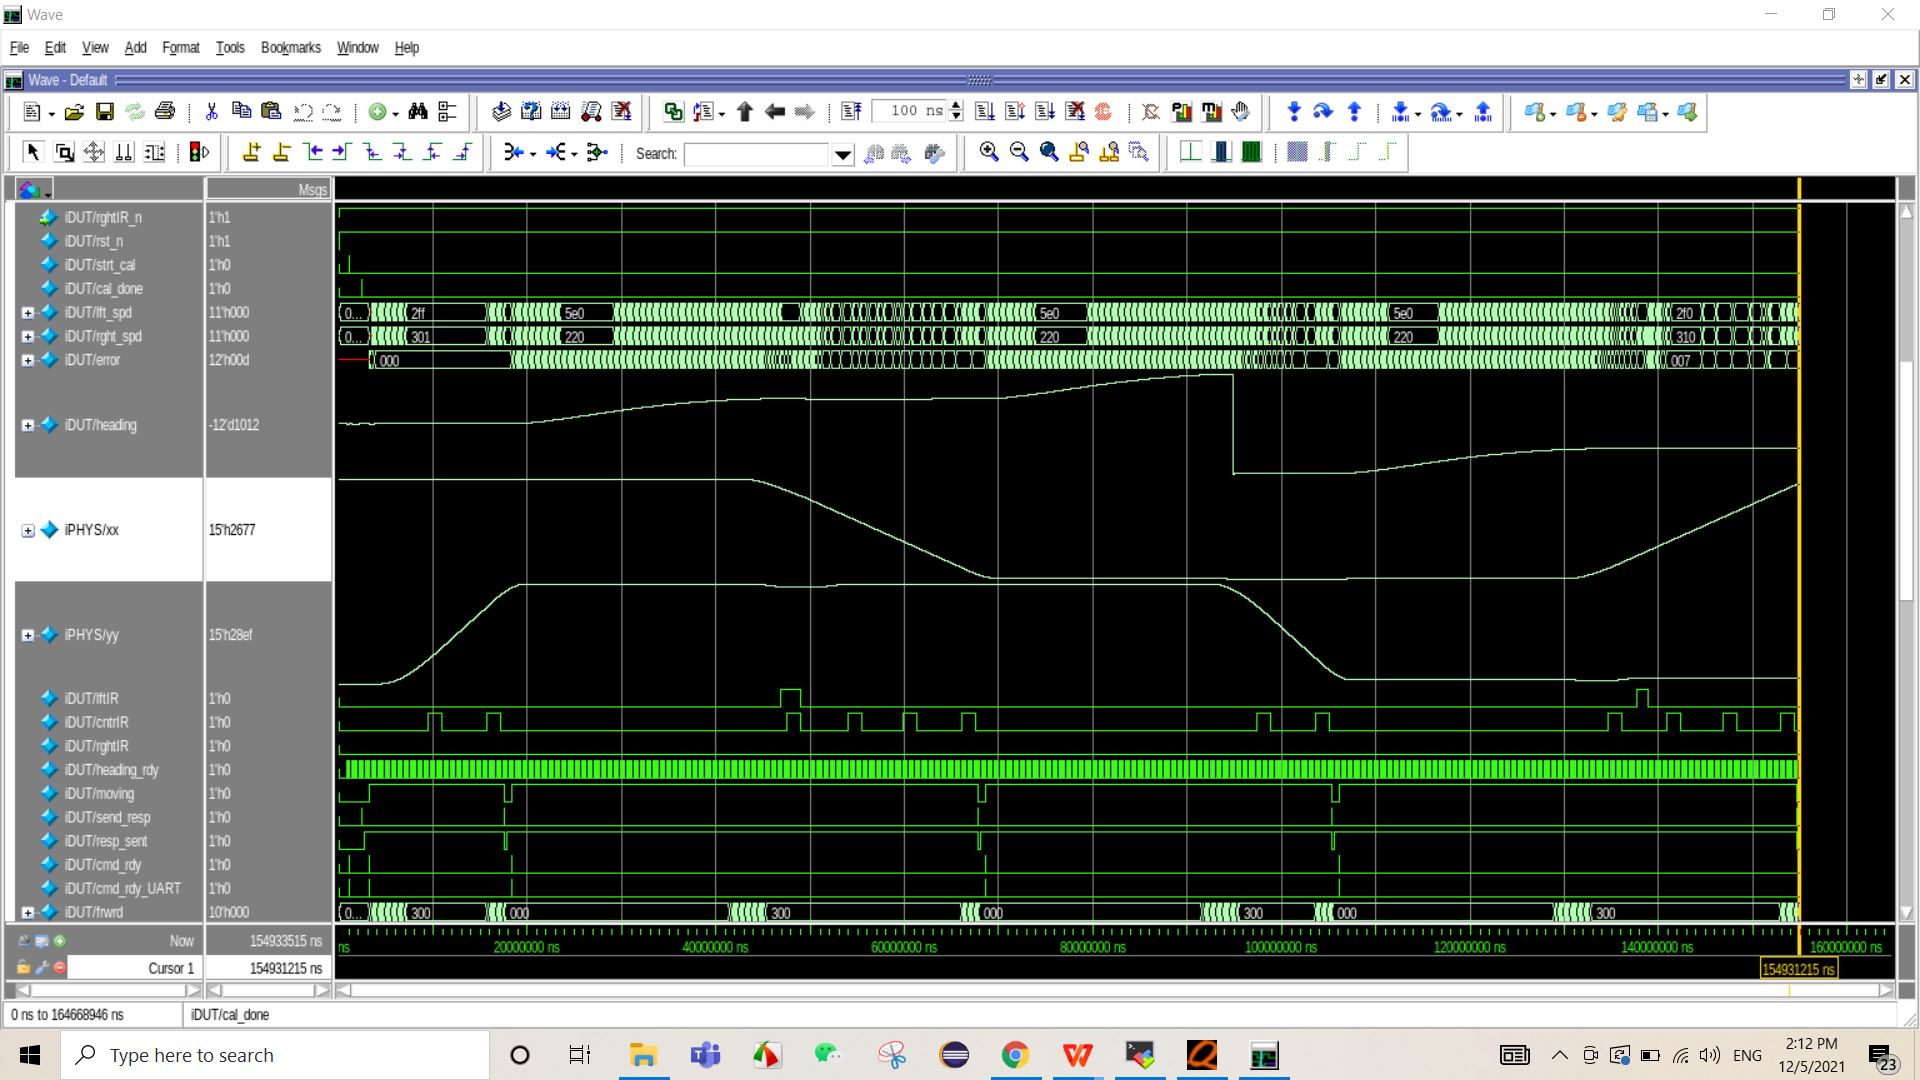 Wave
File Edit View Add Format Tools Bookmarks Window Help
Wave - Default
100 ns
Search:
Msgs
iDUT/rghtIR_n 1'h1
iDUT/rst_n 1'h1
iDUT/strt_cal 1'h0
iDUT/cal_done 1'h0
iDUT/lft_spd 11'h000 0... 2ff 5e0 5e0 5e0 2f0
iDUT/rght_spd 11'h000 0... 301 220 220 220 310
iDUT/error 12'h00d 000 007
iDUT/heading -12'd1012
iPHYS/xx 15'h2677
iPHYS/yy 15'h28ef
iDUT/lftIR 1'h0
iDUT/cntrIR 1'h0
iDUT/rghtIR 1'h0
iDUT/heading_rdy 1'h0
iDUT/moving 1'h0
iDUT/send_resp 1'h0
iDUT/resp_sent 1'h0
iDUT/cmd_rdy 1'h0
iDUT/cmd_rdy_UART 1'h0
iDUT/frwrd 10'h000 0... 300 000 300 000 300 000 300
Now 154933515 ns ns 20000000 ns 40000000 ns 60000000 ns 80000000 ns 100000000 ns 120000000 ns 140000000 ns 160000000 ns
Cursor 1 154931215 ns 154931215 ns
0 ns to 164668946 ns iDUT/cal_done
Type here to search
ENG
2:12 PM
12/5/2021
23